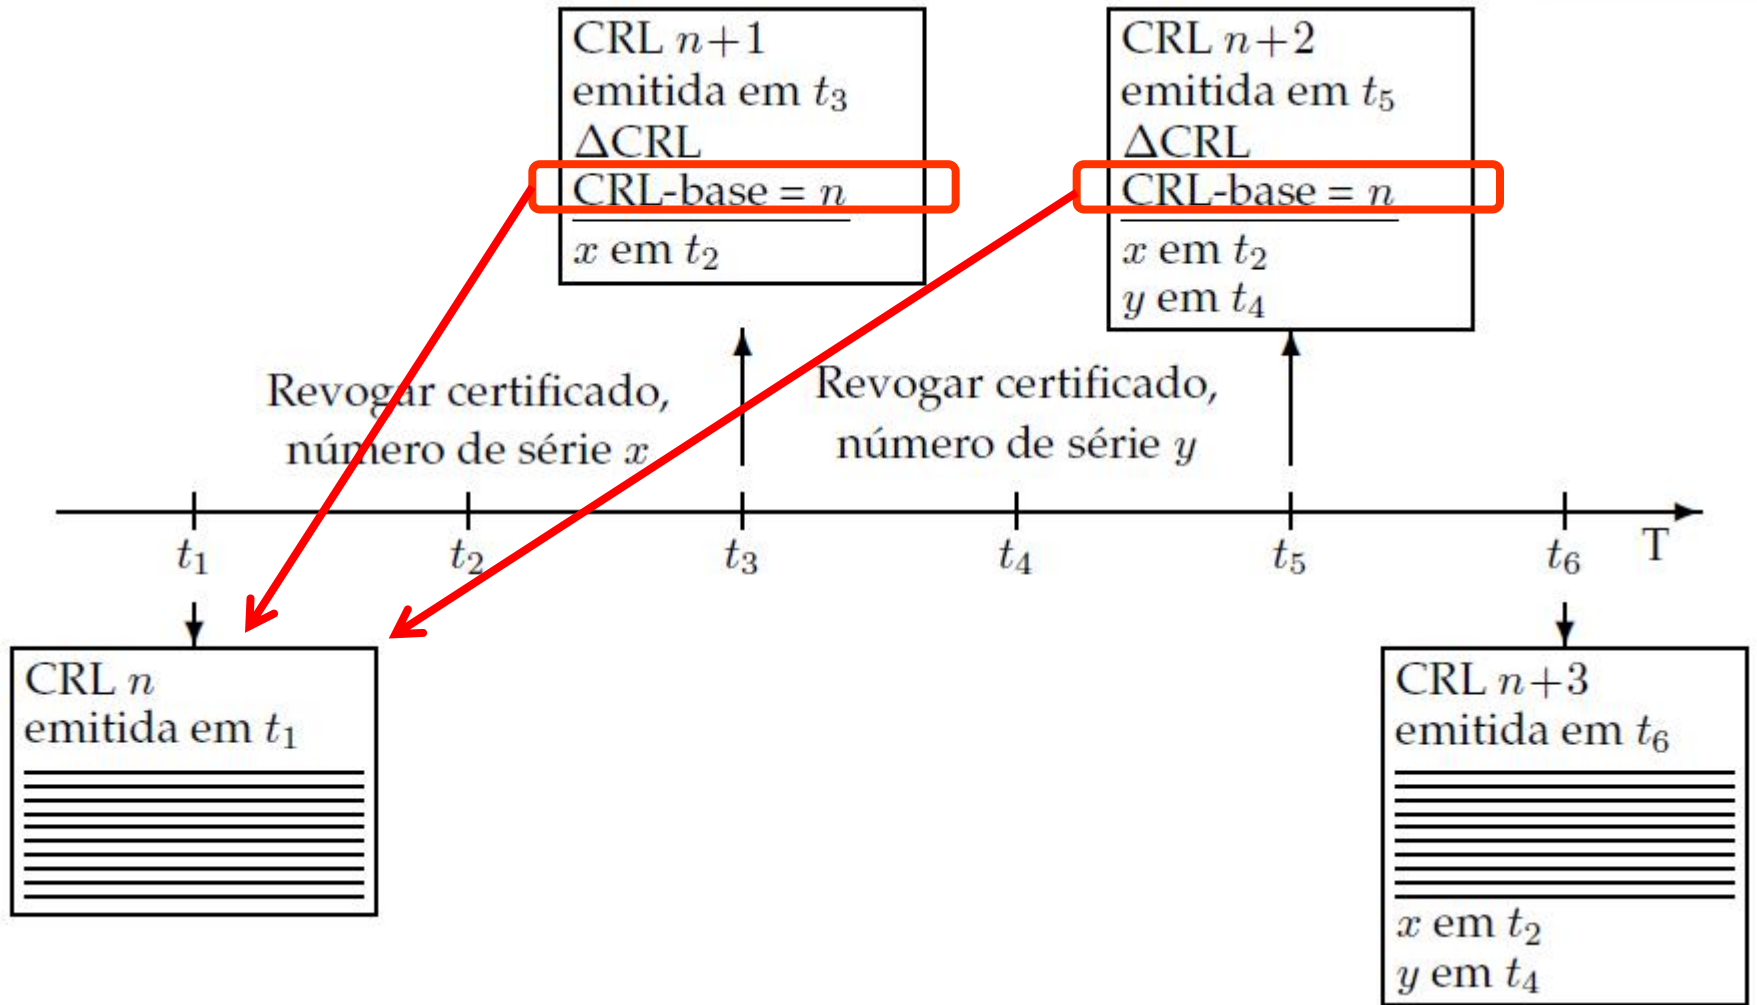 CRL n+1
emitida em t₃
ΔCRL
CRL-base = n
x em t₂
CRL n+2
emitida em t₅
ΔCRL
CRL-base = n
x em t₂
y em t₄
Revogar certificado,
número de série x
Revogar certificado,
número de série y
t₁
t₂
t₃
t₄
t₅
t₆
T
CRL n
emitida em t₁
CRL n+3
emitida em t₆
x em t₂
y em t₄